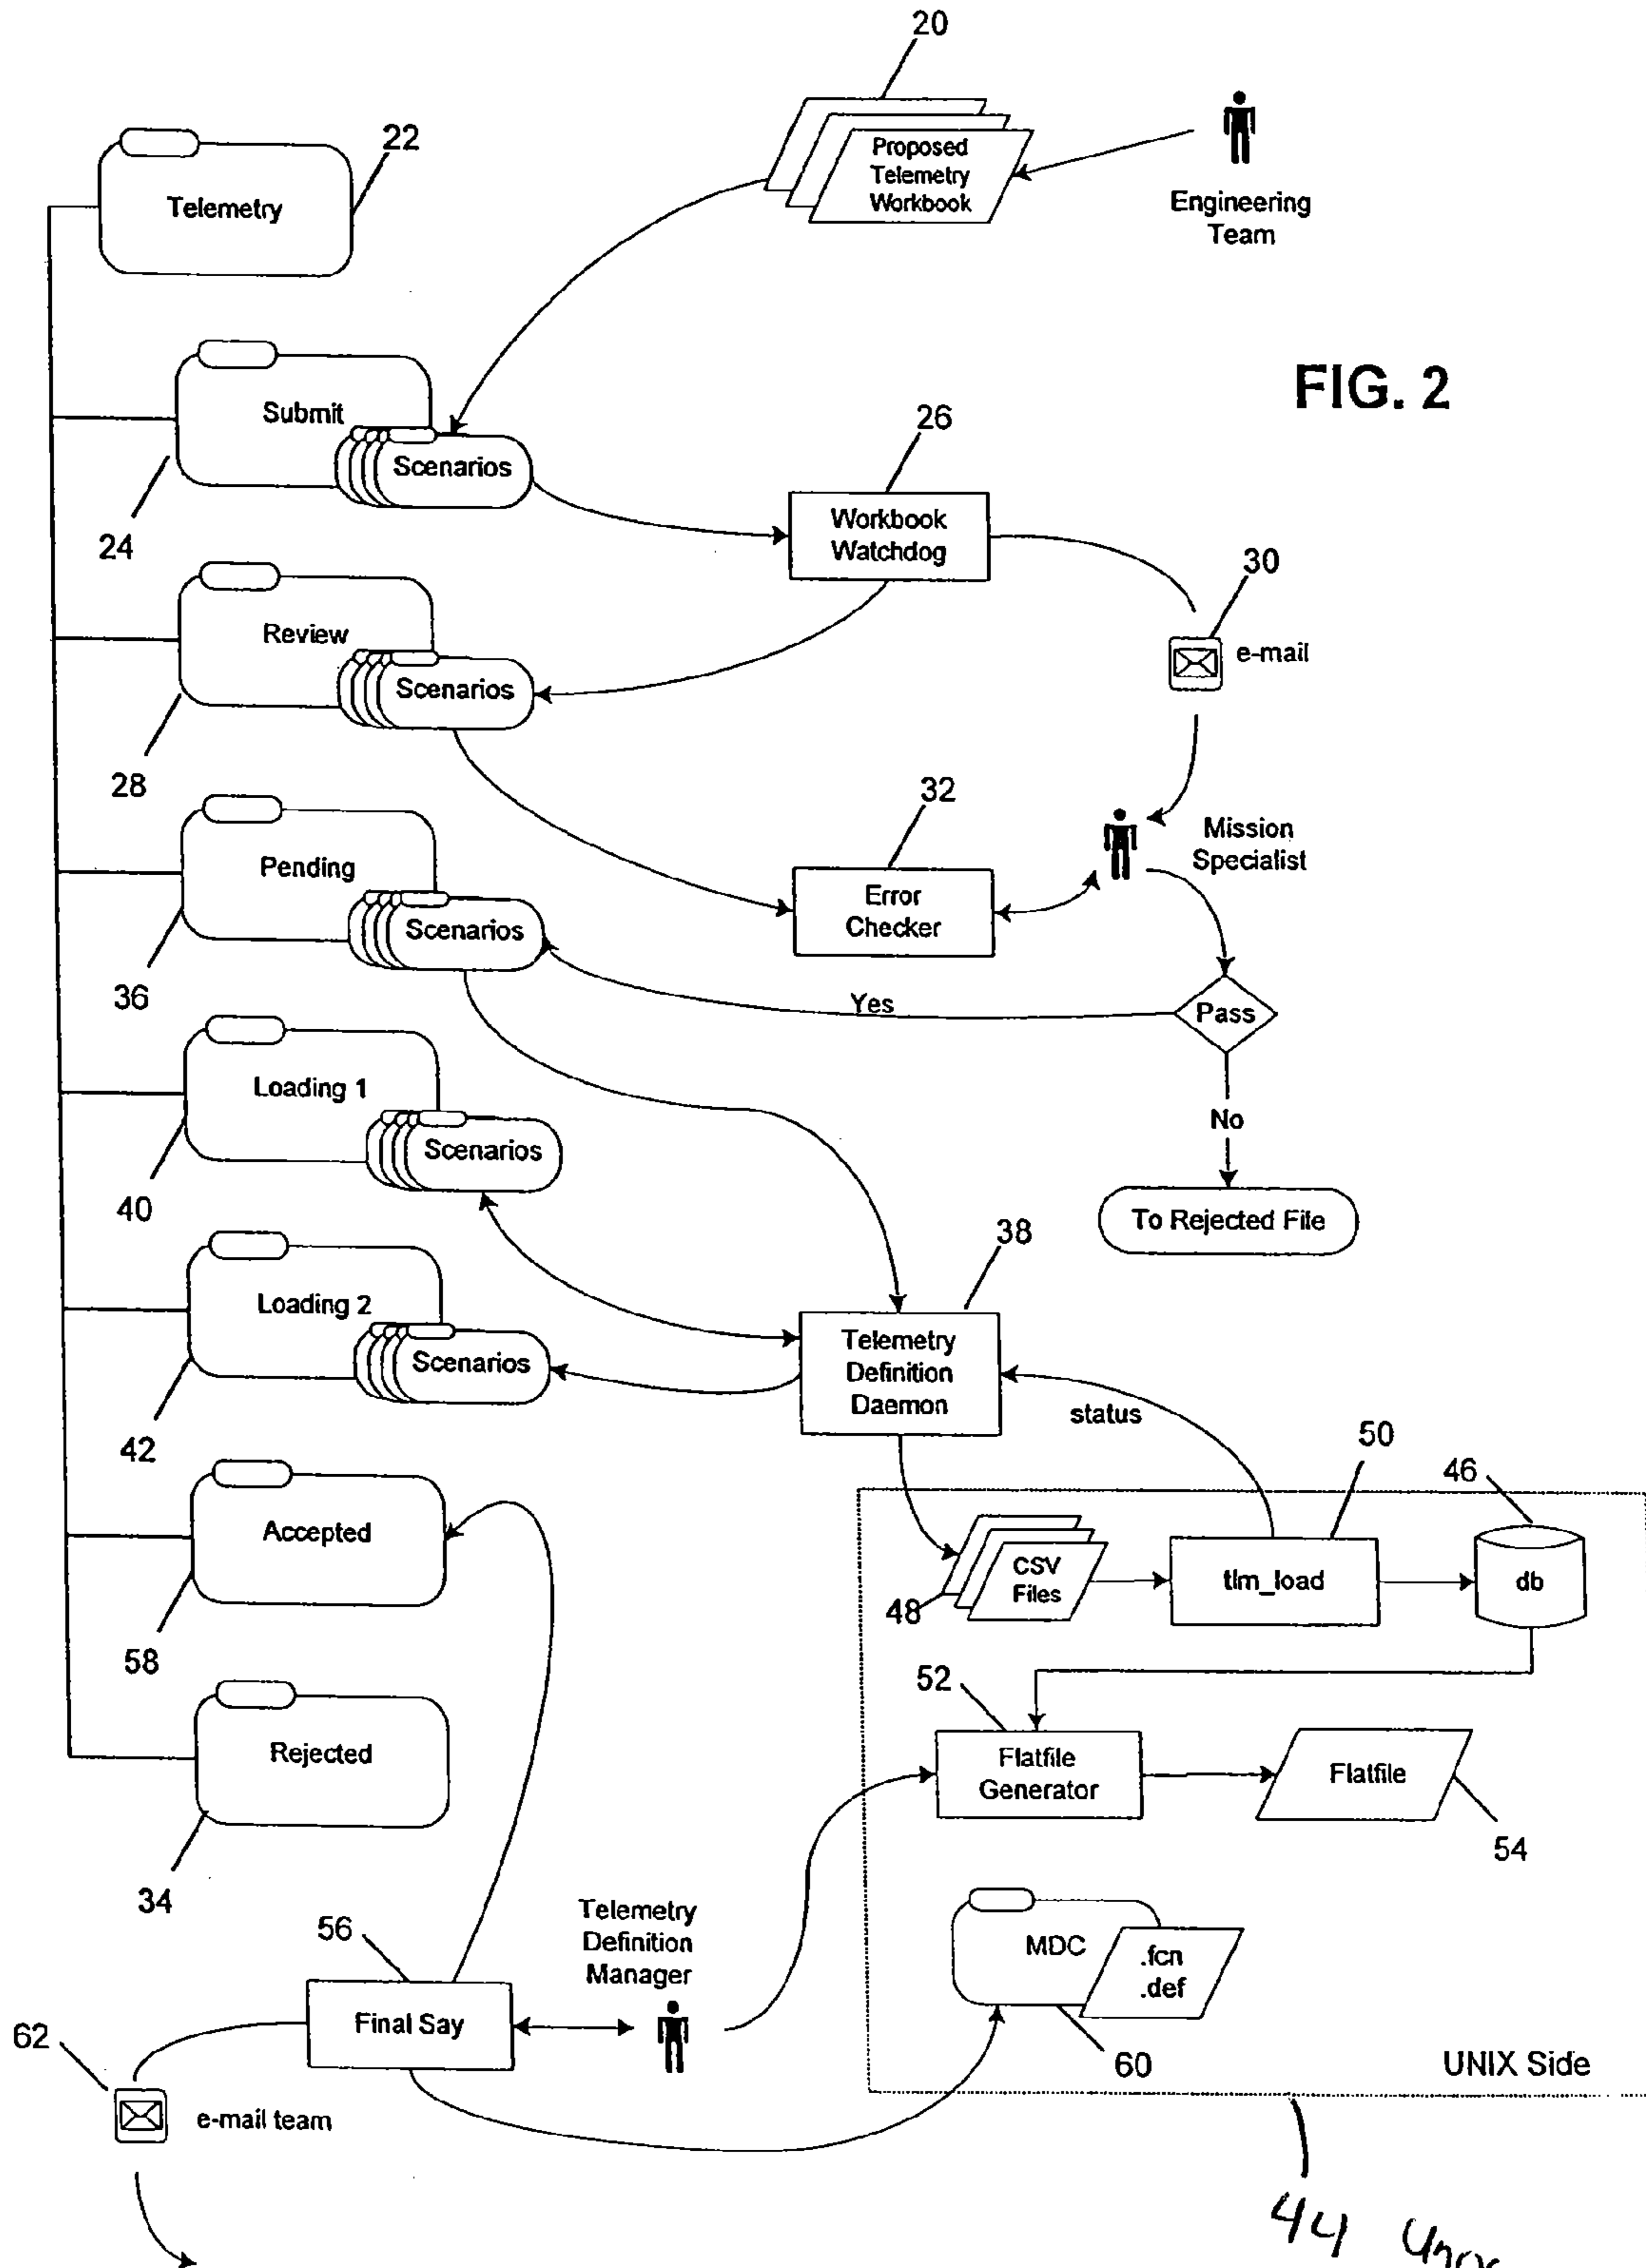 20
Proposed
Telemetry
Workbook
Engineering
Team
22
Telemetry
FIG. 2
Submit
Scenarios
24
26
Workbook
Watchdog
30
e-mail
Review
Scenarios
28
32
Error
Checker
Mission
Specialist
Pending
Scenarios
36
Yes
Pass
No
To Rejected File
Loading 1
Scenarios
40
38
Telemetry
Definition
Daemon
Loading 2
Scenarios
42
status
50
46
CSV
Files
48
tlm_load
db
Accepted
58
52
Flatfile
Generator
Flatfile
54
Rejected
34
56
Final Say
Telemetry
Definition
Manager
MDC
.fcn
.def
60
UNIX Side
62
e-mail team
44